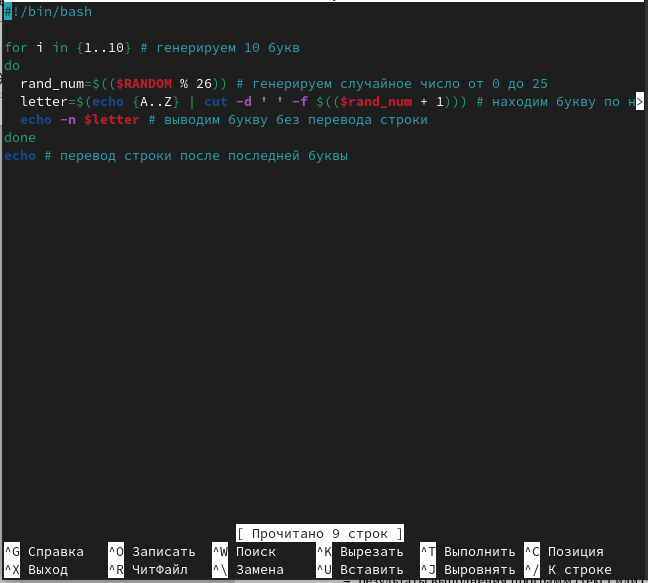 #!/bin/bash
for i in {1..10} # генерируем 10 букв
do
  rand_num=$(($RANDOM % 26)) # генерируем случайное число от 0 до 25
  letter=$(echo {A..Z} | cut -d ' ' -f $(($rand_num + 1))) # находим букву по н>
  echo -n $letter # выводим букву без перевода строки
done
echo # перевод строки после последней буквы
[ Прочитано 9 строк ]
^G Справка ^O Записать ^W Поиск ^K Вырезать ^T Выполнить ^C Позиция
^X Выход ^R ЧитФайл ^\ Замена ^U Вставить ^J Выровнять ^/ К строке